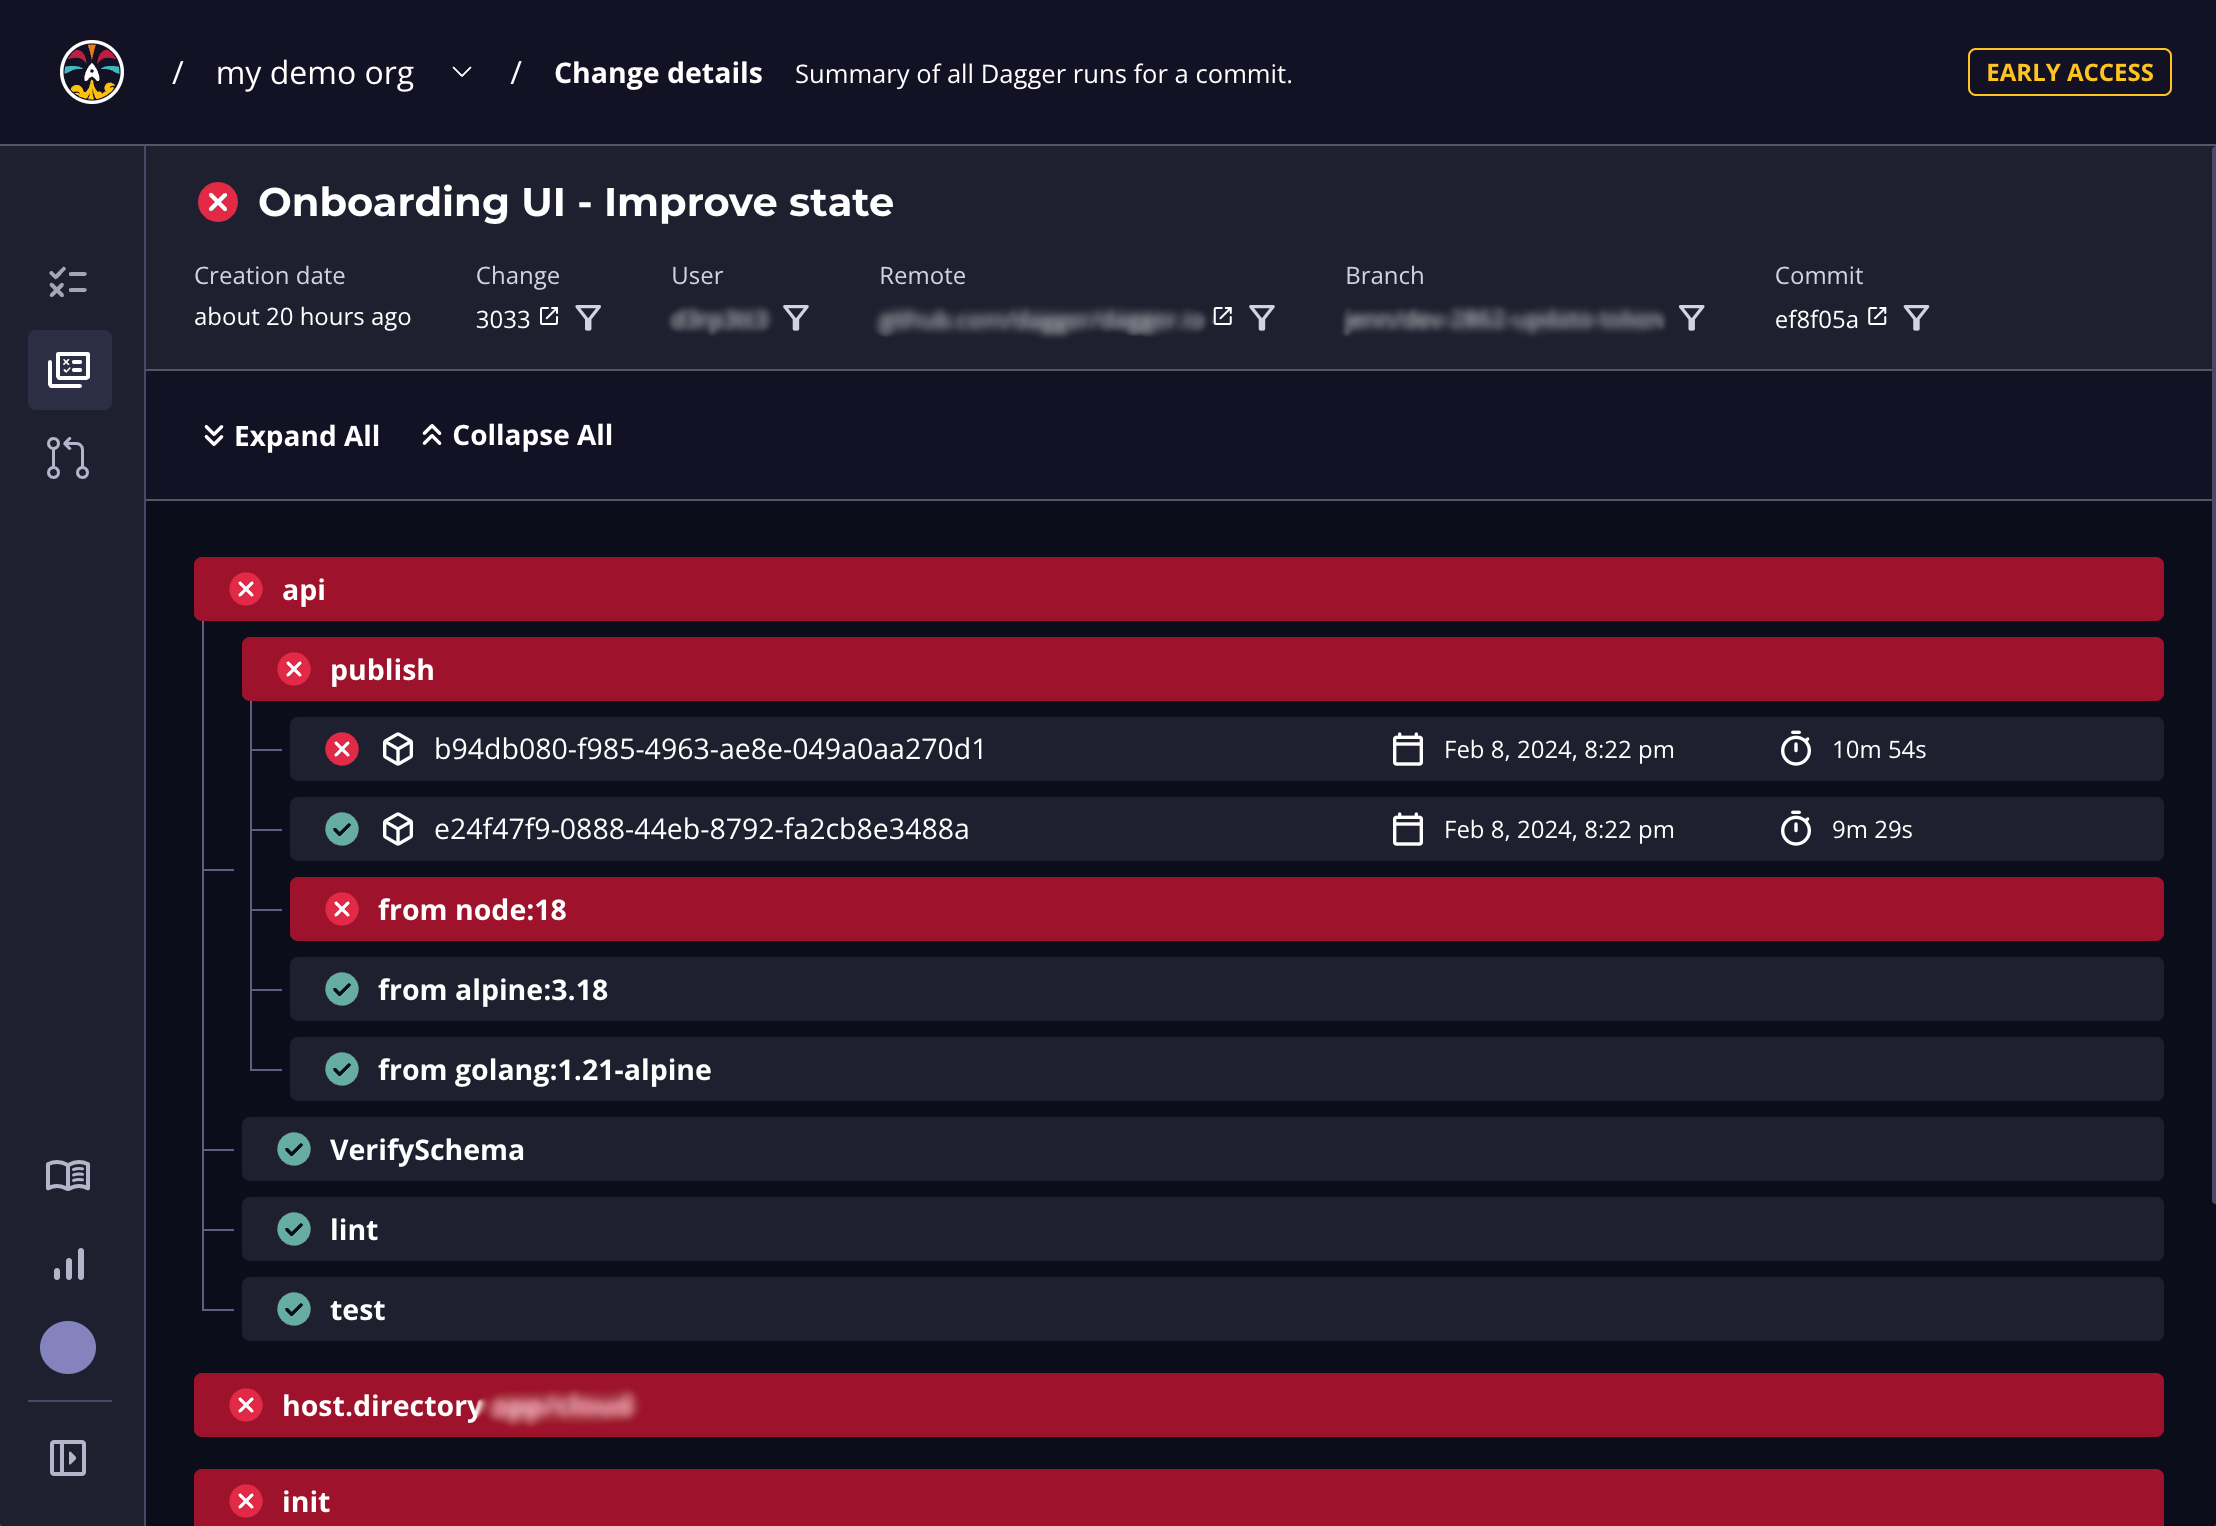 / my demo org / Change details Summary of all Dagger runs for a commit. EARLY ACCESS
Onboarding UI - Improve state
Creation date Change User Remote Branch Commit
about 20 hours ago 3033 ef8f05a
Expand All Collapse All
api
publish
b94db080-f985-4963-ae8e-049a0aa270d1 Feb 8, 2024, 8:22 pm 10m 54s
e24f47f9-0888-44eb-8792-fa2cb8e3488a Feb 8, 2024, 8:22 pm 9m 29s
from node:18
from alpine:3.18
from golang:1.21-alpine
VerifySchema
lint
test
host.directory
init